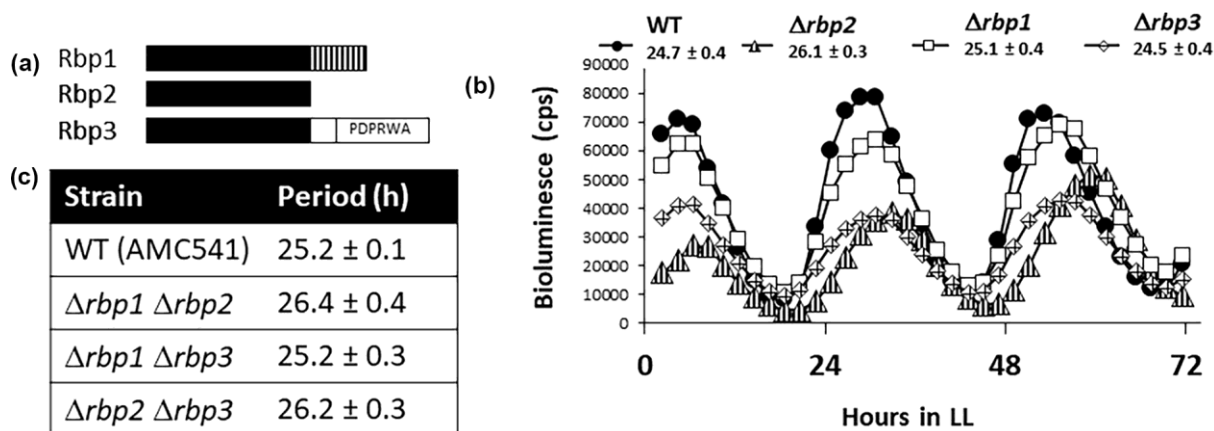 (a)
Rbp1
Rbp2
Rbp3 PDPRWA
(c)
Strain Period (h)
WT (AMC541) 25.2 ± 0.1
Δrbp1 Δrbp2 26.4 ± 0.4
Δrbp1 Δrbp3 25.2 ± 0.3
Δrbp2 Δrbp3 26.2 ± 0.3
(b)
WT Δrbp2 Δrbp1 Δrbp3
24.7 ± 0.4 26.1 ± 0.3 25.1 ± 0.4 24.5 ± 0.4
Bioluminesce (cps)
90000
80000
70000
60000
50000
40000
30000
20000
10000
0
0 24 48 72
Hours in LL